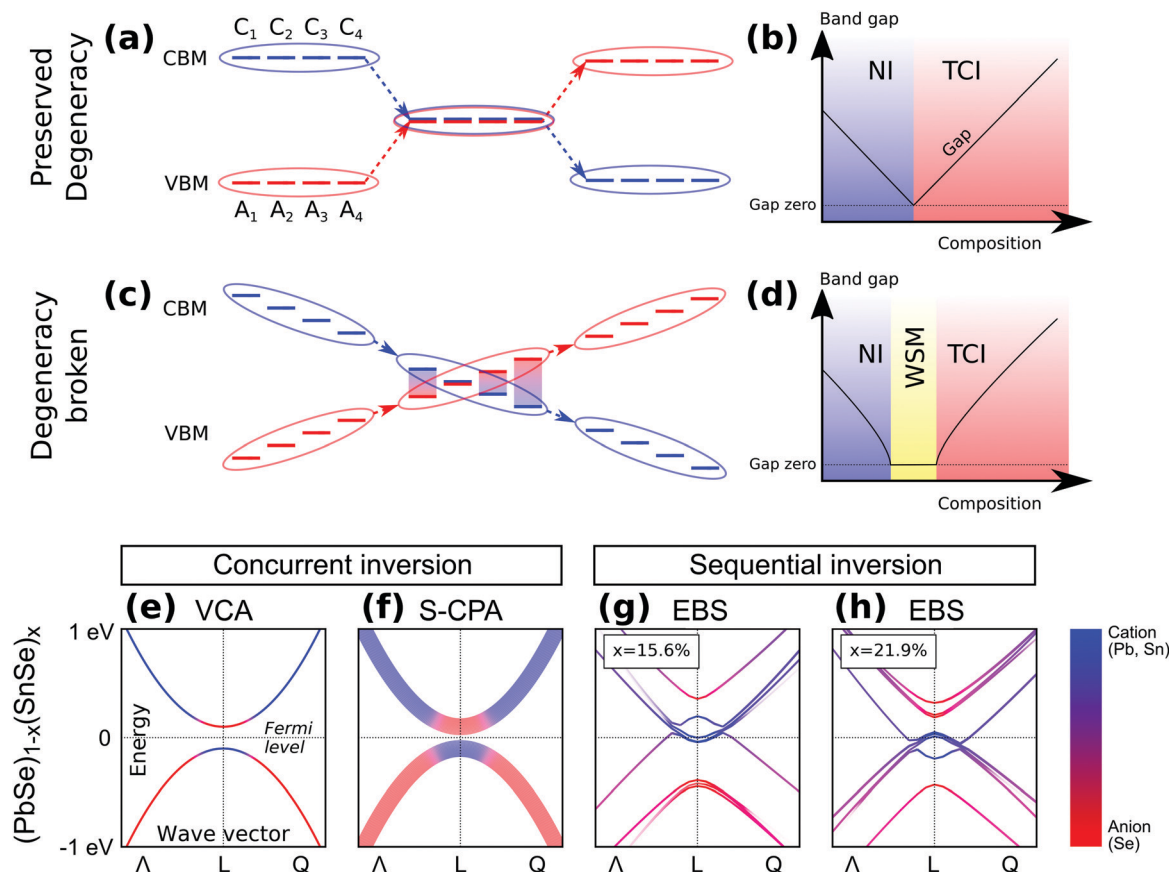 Preserved
Degeneracy
(a)
C1 C2 C3 C4
CBM
VBM
A1 A2 A3 A4
(b)
Band gap
NI
TCI
Gap
Gap zero
Composition
Degeneracy
broken
(c)
CBM
VBM
(d)
Band gap
NI
WSM
TCI
Gap zero
Composition
Concurrent inversion
Sequential inversion
(PbSe)1-x(SnSe)x
(e) VCA
(f) S-CPA
(g) EBS
(h) EBS
1 eV
0
-1 eV
Energy
Fermi
level
Wave vector
x=15.6%
x=21.9%
Λ L Q
Λ L Q
Λ L Q
Λ L Q
Cation
(Pb, Sn)
Anion
(Se)